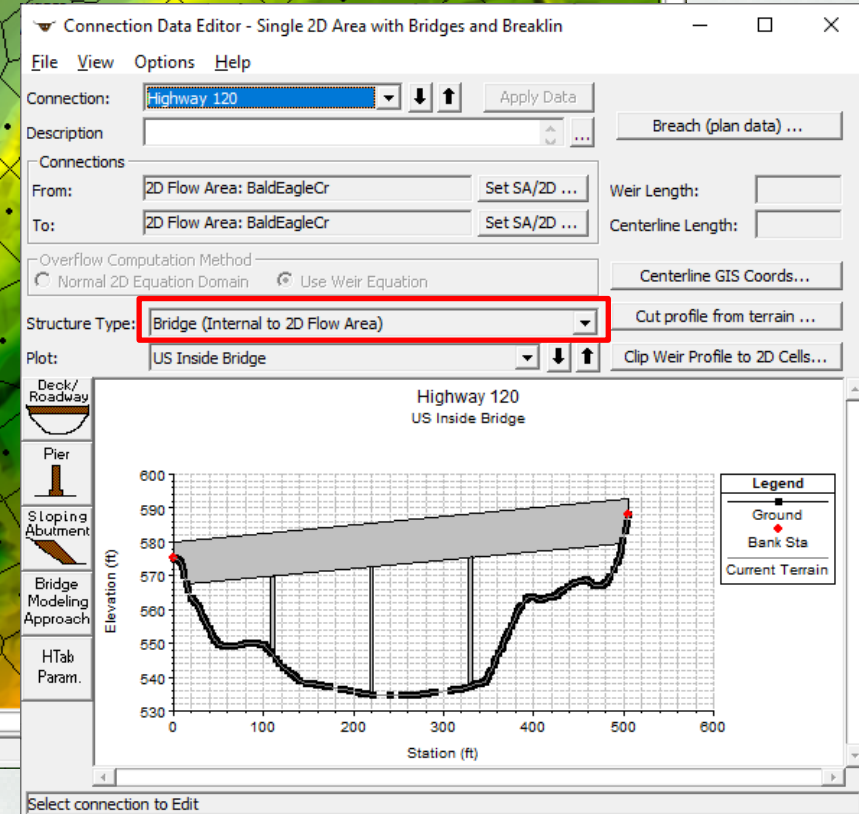 Connection Data Editor - Single 2D Area with Bridges and Breaklin
File View Options Help
Connection: Highway 120 Apply Data
Description ... Breach (plan data) ...
Connections
From: 2D Flow Area: BaldEagleCr Set SA/2D ... Weir Length:
To: 2D Flow Area: BaldEagleCr Set SA/2D ... Centerline Length:
Overflow Computation Method
Normal 2D Equation Domain Use Weir Equation Centerline GIS Coords...
Structure Type: Bridge (Internal to 2D Flow Area) Cut profile from terrain ...
Plot: US Inside Bridge Clip Weir Profile to 2D Cells...
Deck/
Roadway
Pier
Sloping
Abutment
Bridge
Modeling
Approach
HTab
Param.
Highway 120
US Inside Bridge
600
590
580
570
560
550
540
530
Elevation (ft)
0 100 200 300 400 500 600
Station (ft)
Legend
Ground
Bank Sta
Current Terrain
Select connection to Edit